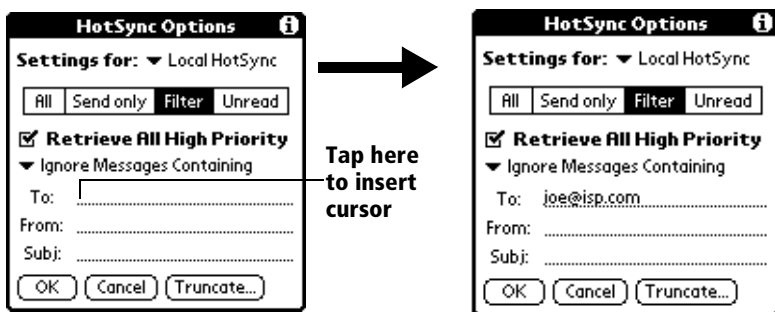 HotSync Options i
Settings for: Local HotSync
All Send only Filter Unread
Retrieve All High Priority
Ignore Messages Containing
To:
From:
Subj:
OK Cancel Truncate...
Tap here
to insert
cursor
HotSync Options i
Settings for: Local HotSync
All Send only Filter Unread
Retrieve All High Priority
Ignore Messages Containing
To: joe@isp.com
From:
Subj:
OK Cancel Truncate...